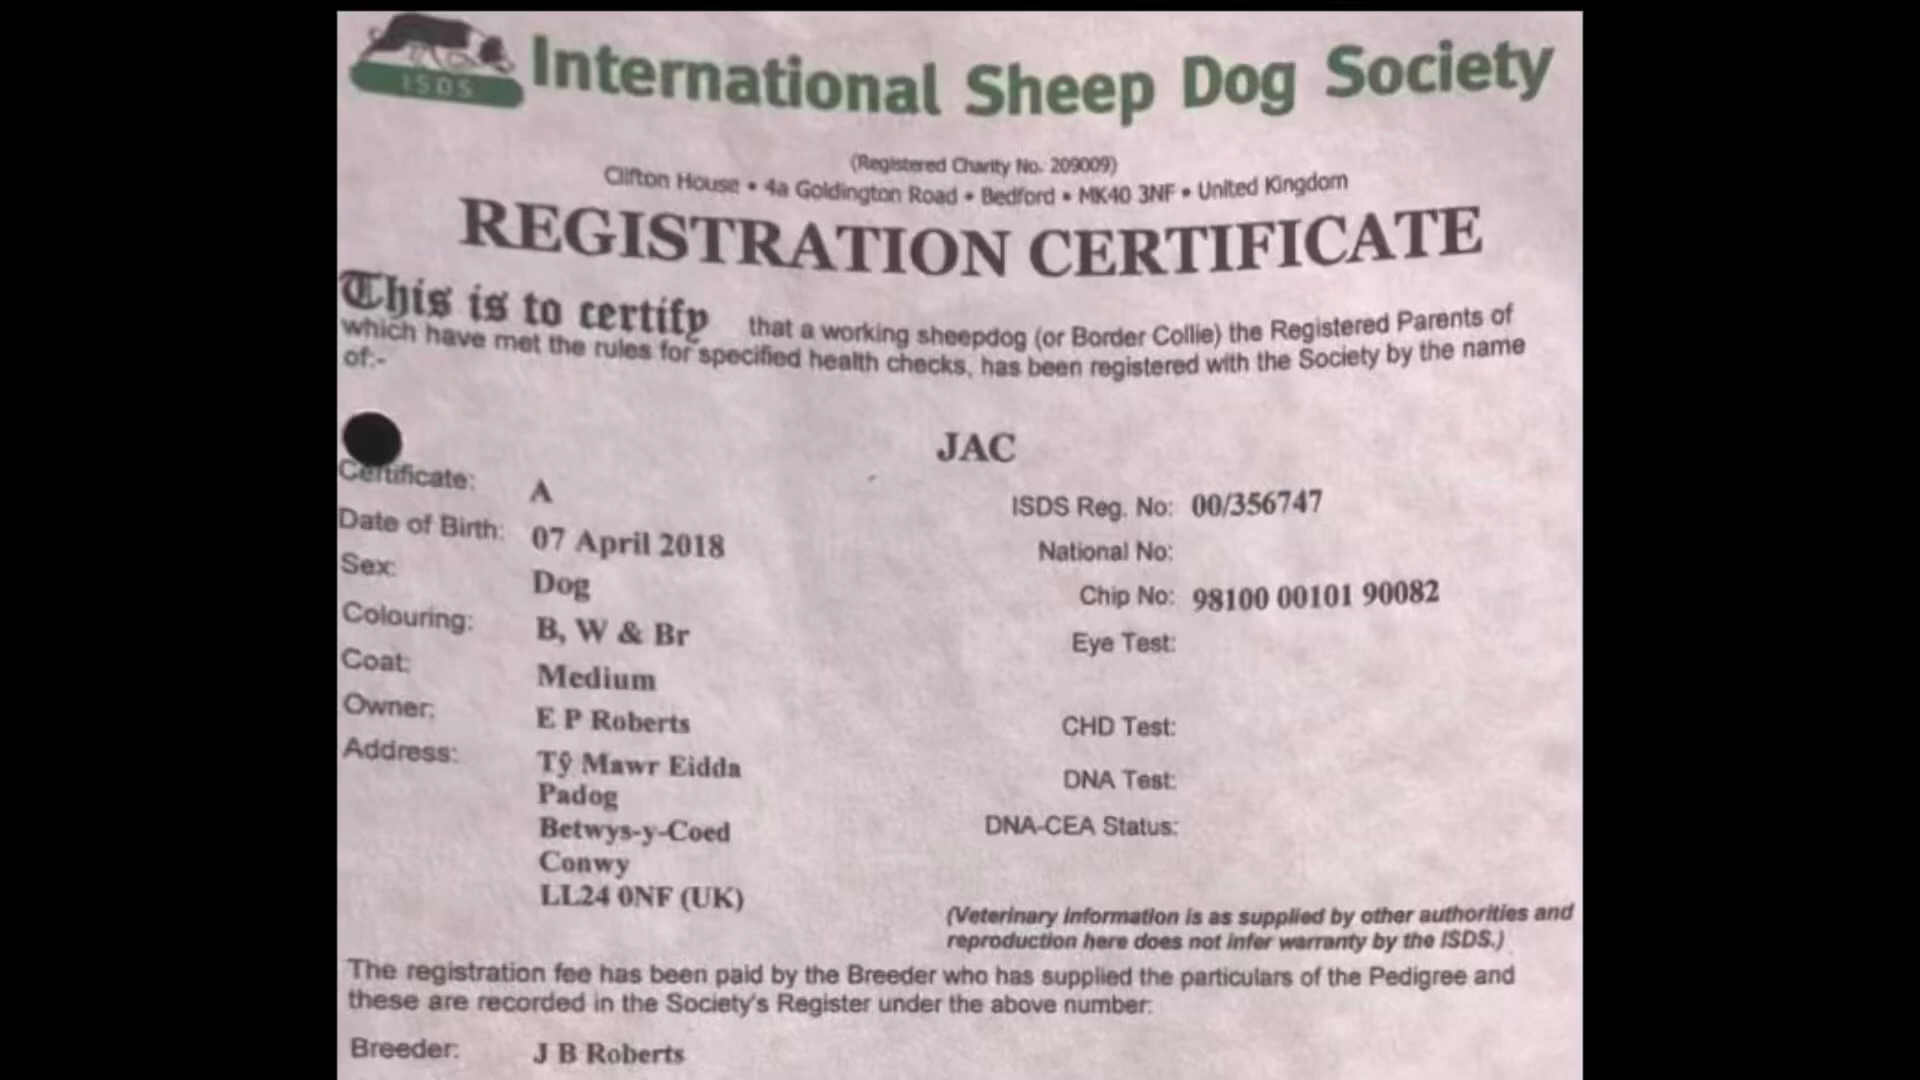 ISDS
International Sheep Dog Society
(Registered Charity No. 209009)
Clifton House • 4a Goldington Road • Bedford • MK40 3NF • United Kingdom
REGISTRATION CERTIFICATE
This is to certify that a working sheepdog (or Border Collie) the Registered Parents of
which have met the rules for specified health checks, has been registered with the Society by the name
of:-
JAC
Certificate: A
ISDS Reg. No: 00/356747
Date of Birth: 07 April 2018
National No:
Sex: Dog
Chip No: 98100 00101 90082
Colouring: B, W & Br
Eye Test:
Coat: Medium
Owner: E P Roberts
CHD Test:
Address: Tŷ Mawr Eidda
DNA Test:
Padog
Betwys-y-Coed
DNA-CEA Status:
Conwy
LL24 0NF (UK)
(Veterinary information is as supplied by other authorities and
reproduction here does not infer warranty by the ISDS.)
The registration fee has been paid by the Breeder who has supplied the particulars of the Pedigree and
these are recorded in the Society's Register under the above number:
Breeder: J B Roberts